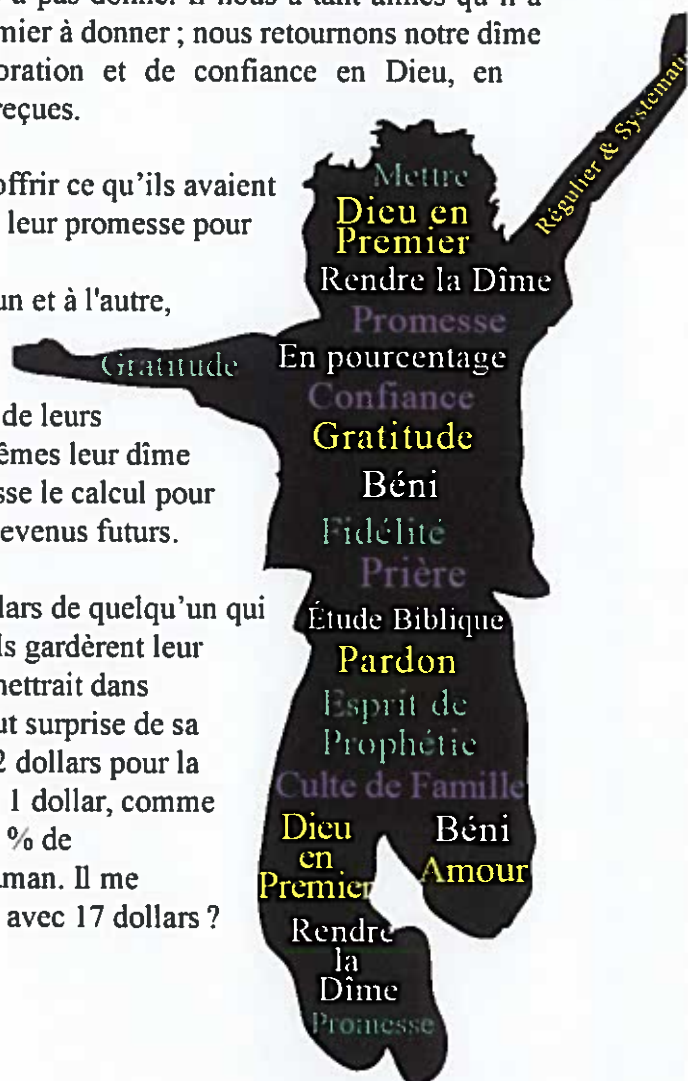 a pas donné. Il nous a tant aimés qu'il a
mier à donner ; nous retournons notre dîme
oration et de confiance en Dieu, en
reçues.
offrir ce qu'ils avaient
leur promesse pour
un et à l'autre,
de leurs
êmes leur dîme
sse le calcul pour
evenus futurs.
lars de quelqu'un qui
ls gardèrent leur
nettrait dans
ut surprise de sa
2 dollars pour la
1 dollar, comme
% de
man. Il me
avec 17 dollars ?
Régulier & Systémati
Mettre
Dieu en
Premier
Rendre la Dîme
Promesse
Gratitude
En pourcentage
Confiance
Gratitude
Béni
Fidélité
Prière
Étude Biblique
Pardon
Esprit de
Prophétie
Culte de Famille
Dieu
en
Premier
Béni
Amour
Rendre
la
Dîme
Promesse